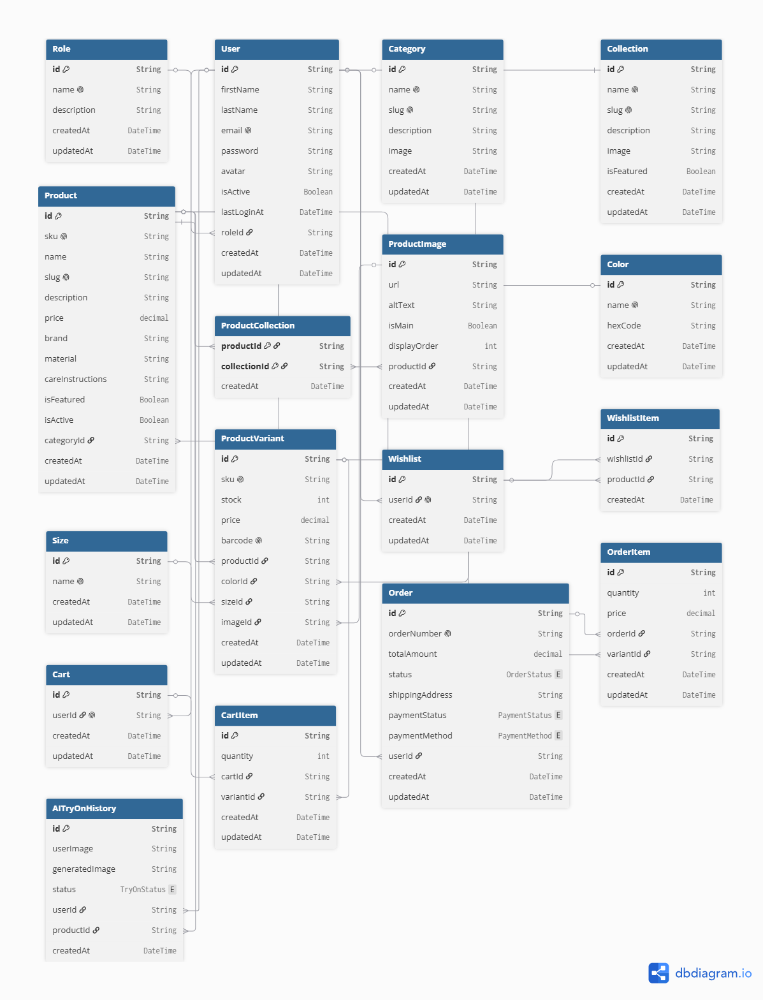 Role
id String
name String
description String
createdAt DateTime
updatedAt DateTime
User
id String
firstName String
lastName String
email String
password String
avatar String
isActive Boolean
lastLoginAt DateTime
roleId String
createdAt DateTime
updatedAt DateTime
Category
id String
name String
slug String
description String
image String
createdAt DateTime
updatedAt DateTime
Collection
id String
name String
slug String
description String
image String
isFeatured Boolean
createdAt DateTime
updatedAt DateTime
Product
id String
sku String
name String
slug String
description String
price decimal
brand String
material String
careInstructions String
isFeatured Boolean
isActive Boolean
categoryId String
createdAt DateTime
updatedAt DateTime
ProductImage
id String
url String
altText String
isMain Boolean
displayOrder int
productId String
createdAt DateTime
updatedAt DateTime
Color
id String
name String
hexCode String
createdAt DateTime
updatedAt DateTime
ProductCollection
productId String
collectionId String
createdAt DateTime
WishlistItem
id String
wishlistId String
productId String
createdAt DateTime
ProductVariant
id String
sku String
stock int
price decimal
barcode String
productId String
colorId String
sizeId String
imageId String
createdAt DateTime
updatedAt DateTime
Wishlist
id String
userId String
createdAt DateTime
updatedAt DateTime
Size
id String
name String
createdAt DateTime
updatedAt DateTime
OrderItem
id String
quantity int
price decimal
orderId String
variantId String
createdAt DateTime
updatedAt DateTime
Order
id String
orderNumber String
totalAmount decimal
status OrderStatus E
shippingAddress String
paymentStatus PaymentStatus E
paymentMethod PaymentMethod E
userId String
createdAt DateTime
updatedAt DateTime
Cart
id String
userId String
createdAt DateTime
updatedAt DateTime
CartItem
id String
quantity int
cartId String
variantId String
createdAt DateTime
updatedAt DateTime
AITryOnHistory
id String
userImage String
generatedImage String
status TryOnStatus E
userId String
productId String
createdAt DateTime
dbdiagram.io